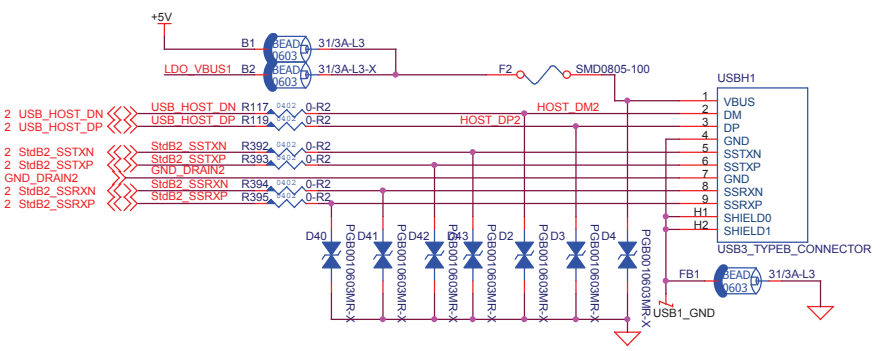 +5V
B1 BEAD 0603 31/3A-L3
LDO_VBUS1 B2 BEAD 0603 31/3A-L3-X
F2 SMD0805-100
USBH1
2 USB_HOST_DN USB_HOST_DN R117 0402 0-R2 HOST_DM2
2 USB_HOST_DP USB_HOST_DP R119 0402 0-R2 HOST_DP2
2 StdB2_SSTXN StdB2_SSTXN R392 0402 0-R2
2 StdB2_SSTXP StdB2_SSTXP R393 0402 0-R2
GND_DRAIN2 GND_DRAIN2
2 StdB2_SSRXN StdB2_SSRXN R394 0402 0-R2
2 StdB2_SSRXP StdB2_SSRXP R395 0402 0-R2
1 VBUS
2 DM
3 DP
4 GND
5 SSTXN
6 SSTXP
7 GND
8 SSRXN
9 SSRXP
H1 SHIELD0
H2 SHIELD1
USB3_TYPEB_CONNECTOR
D40 PGB0010603MR-X
D41 PGB0010603MR-X
D42 PGB0010603MR-X
D43 PGB0010603MR-X
D2 PGB0010603MR-X
D3 PGB0010603MR-X
D4 PGB0010603MR-X
FB1 BEAD 0603 31/3A-L3
USB1_GND